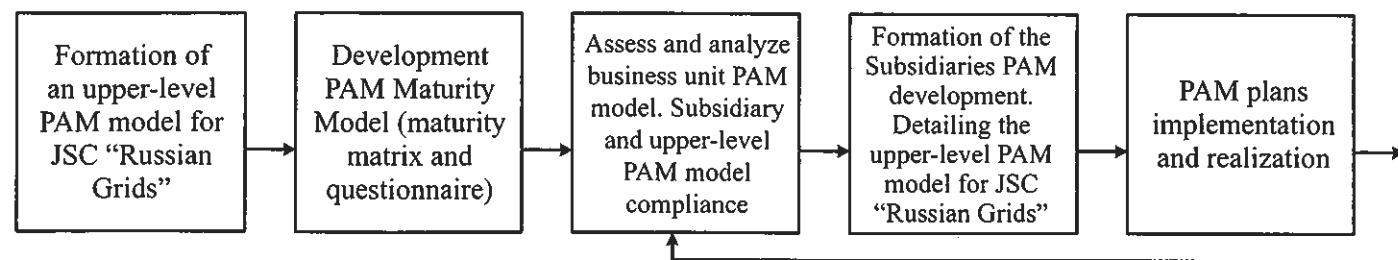 Formation of
an upper-level
PAM model for
JSC “Russian
Grids”
Development
PAM Maturity
Model (maturity
matrix and
questionnaire)
Assess and analyze
business unit PAM
model. Subsidiary
and upper-level
PAM model
compliance
Formation of the
Subsidiaries PAM
development.
Detailing the
upper-level PAM
model for JSC
“Russian Grids”
PAM plans
implementation
and realization